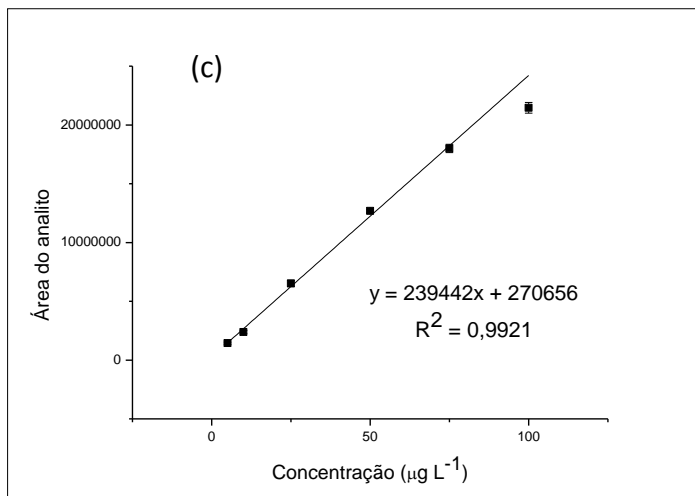 (c)
20000000
10000000
0
Área do analito
y = 239442x + 270656
R² = 0,9921
0 50 100
Concentração (µg L⁻¹)